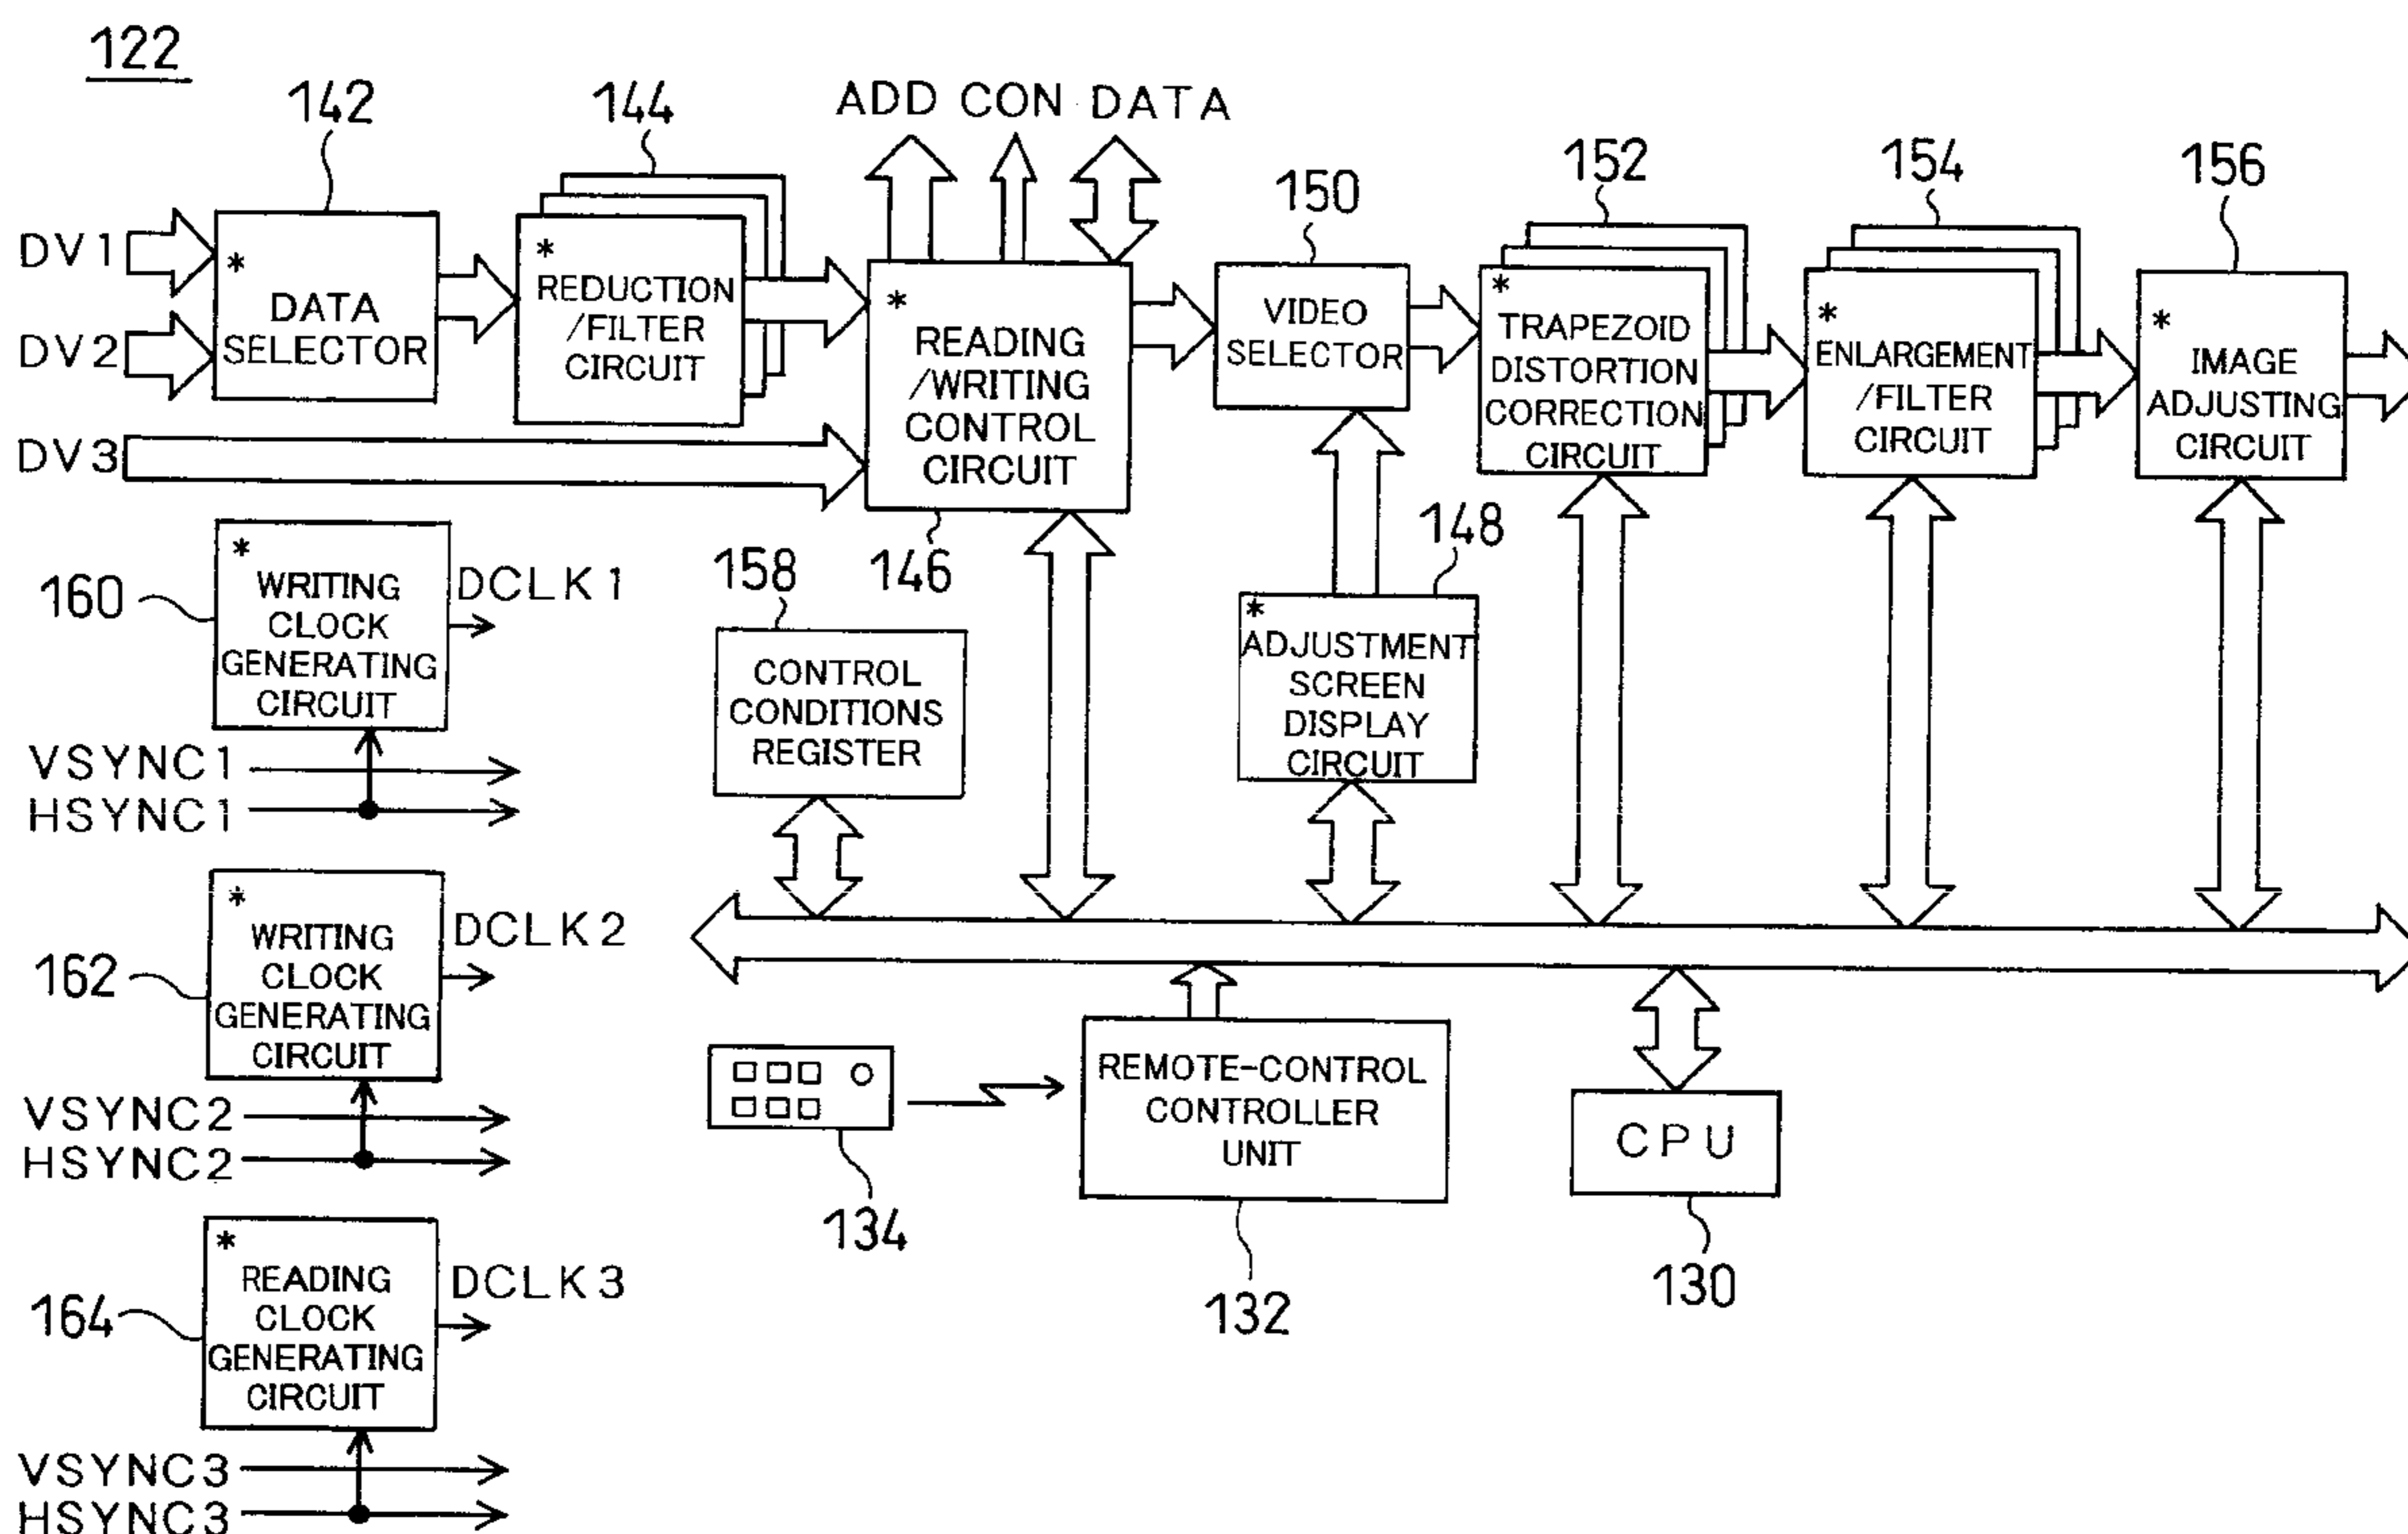 122
142
144
ADD CON DATA
150
152
154
156
DV1
DV2
DV3
*
DATA
SELECTOR
*
REDUCTION
/FILTER
CIRCUIT
*
READING
/WRITING
CONTROL
CIRCUIT
146
VIDEO
SELECTOR
*
TRAPEZOID
DISTORTION
CORRECTION
CIRCUIT
*
ENLARGEMENT
/FILTER
CIRCUIT
*
IMAGE
ADJUSTING
CIRCUIT
160
*
WRITING
CLOCK
GENERATING
CIRCUIT
DCLK1
VSYNC1
HSYNC1
158
CONTROL
CONDITIONS
REGISTER
148
*
ADJUSTMENT
SCREEN
DISPLAY
CIRCUIT
162
*
WRITING
CLOCK
GENERATING
CIRCUIT
DCLK2
VSYNC2
HSYNC2
134
REMOTE-CONTROL
CONTROLLER
UNIT
132
CPU
130
164
*
READING
CLOCK
GENERATING
CIRCUIT
DCLK3
VSYNC3
HSYNC3